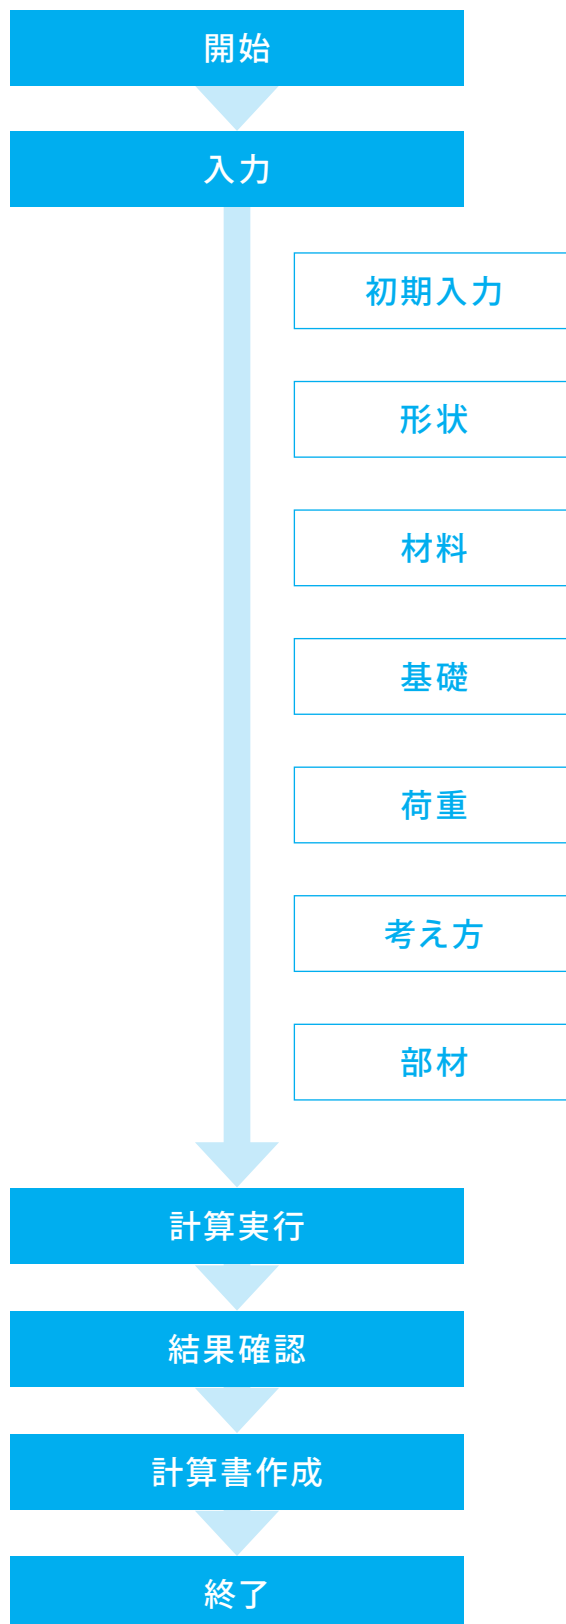 開始
入力
初期入力
形状
材料
基礎
荷重
考え方
部材
計算実行
結果確認
計算書作成
終了